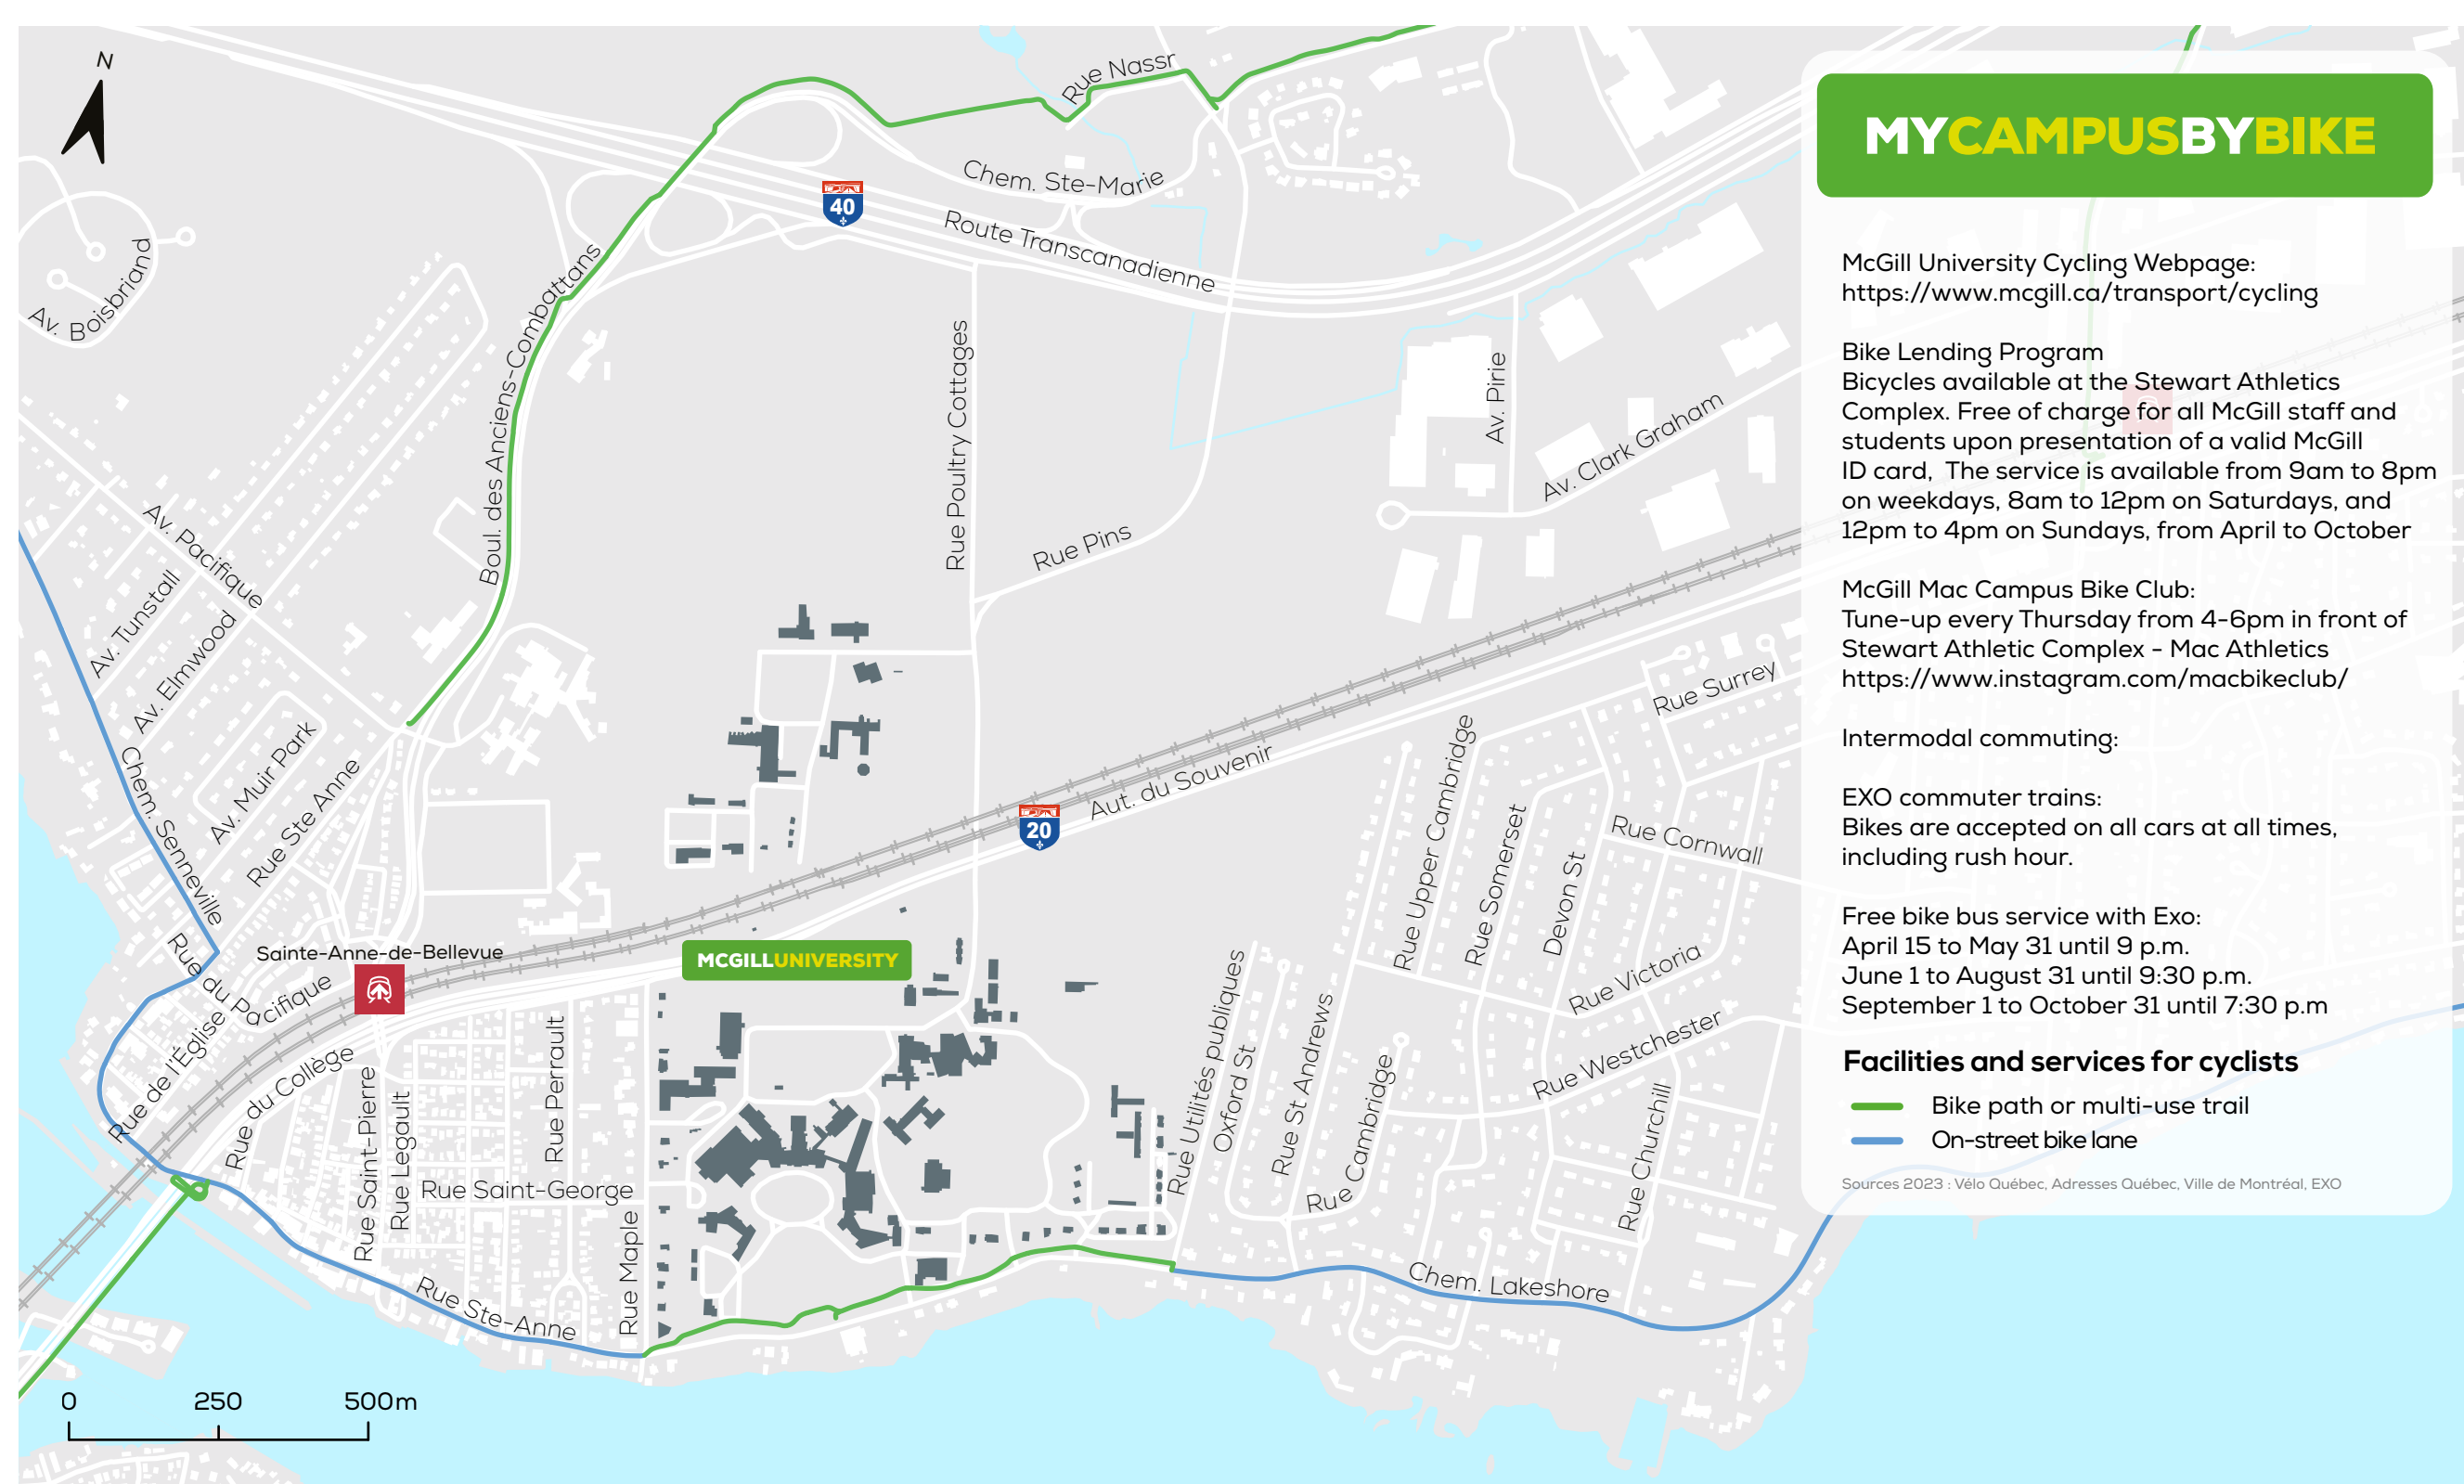 N
Rue Nassr
MYCAMPUSBYBIKE
Chem. Ste-Marie
40
Route Transcanadienne
Av. Boisbriand
Boul. des Anciens-Combattans
Rue Poultry Cottages
Av. Pirie
Av. Clark Graham
Rue Pins
Av. Pacifique
Av. Tunstall
Av. Elmwood
Av. Muir Park
Rue Ste Anne
Chem. Senneville
Rue Surrey
Aut. du Souvenir
20
Rue Upper Cambridge
Rue Somerset
Devon St
Rue Cornwall
Rue Victoria
Rue Westchester
Rue Churchill
Sainte-Anne-de-Bellevue
MCGILLUNIVERSITY
Rue du Pacifique
Rue de l'Église
Rue du Collège
Rue Saint-Pierre
Rue Legault
Rue Perrault
Rue Saint-George
Rue Maple
Rue Ste-Anne
Rue Utilités publiques
Oxford St
Rue St Andrews
Rue Cambridge
Chem. Lakeshore
0 250 500m
McGill University Cycling Webpage:
https://www.mcgill.ca/transport/cycling
Bike Lending Program
Bicycles available at the Stewart Athletics
Complex. Free of charge for all McGill staff and
students upon presentation of a valid McGill
ID card, The service is available from 9am to 8pm
on weekdays, 8am to 12pm on Saturdays, and
12pm to 4pm on Sundays, from April to October
McGill Mac Campus Bike Club:
Tune-up every Thursday from 4-6pm in front of
Stewart Athletic Complex - Mac Athletics
https://www.instagram.com/macbikeclub/
Intermodal commuting:
EXO commuter trains:
Bikes are accepted on all cars at all times,
including rush hour.
Free bike bus service with Exo:
April 15 to May 31 until 9 p.m.
June 1 to August 31 until 9:30 p.m.
September 1 to October 31 until 7:30 p.m
Facilities and services for cyclists
Bike path or multi-use trail
On-street bike lane
Sources 2023 : Vélo Québec, Adresses Québec, Ville de Montréal, EXO